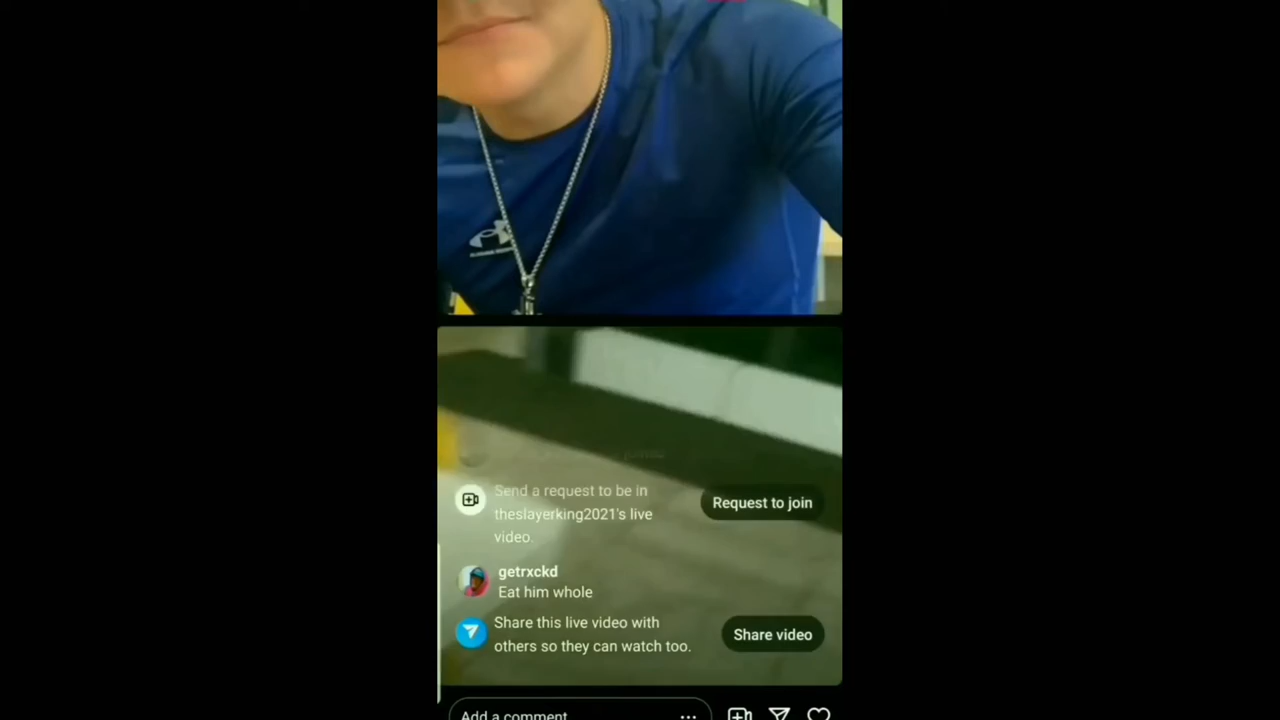 Send a request to be in
theslayerking2021's live
video.
Request to join
getrxckd
Eat him whole
Share this live video with
others so they can watch too.
Share video
Add a comment